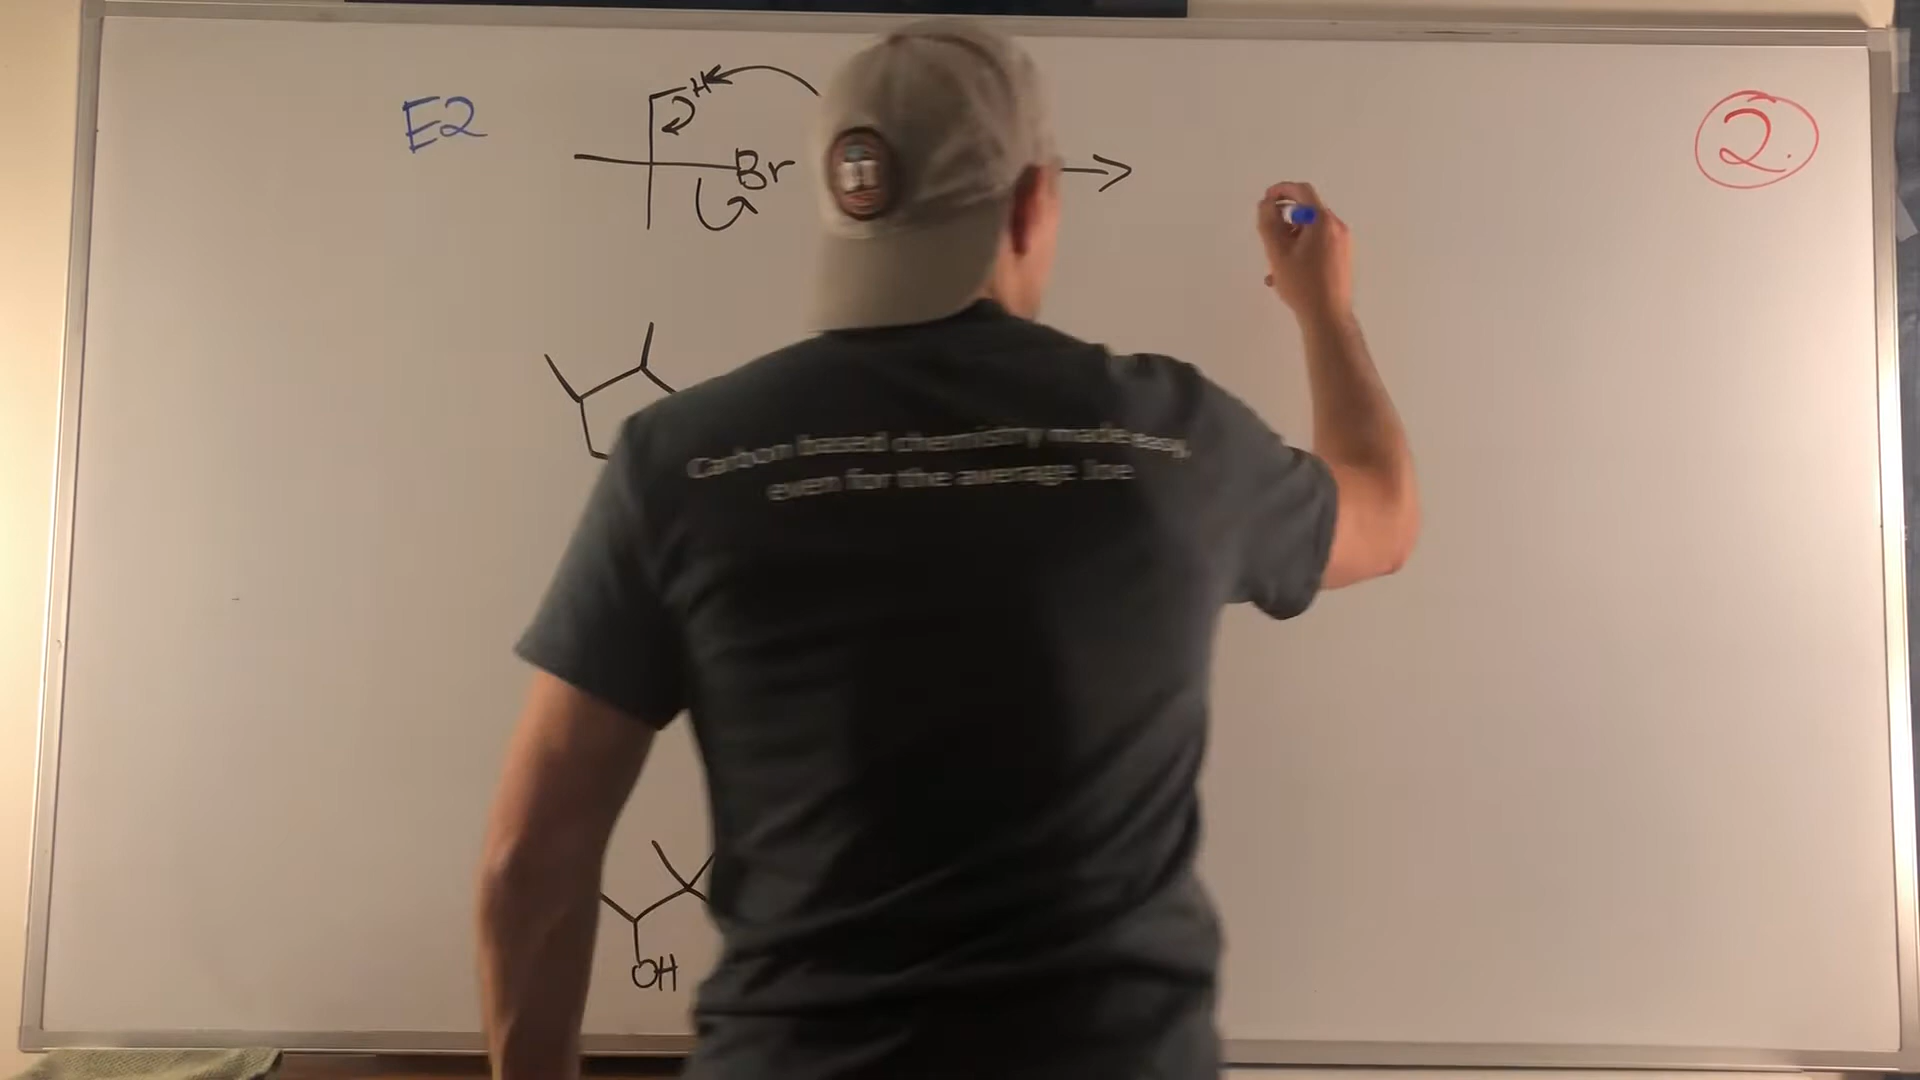 E2
H
Br
2.
Carbon based chemistry made easy,
even for the average Joe
OH